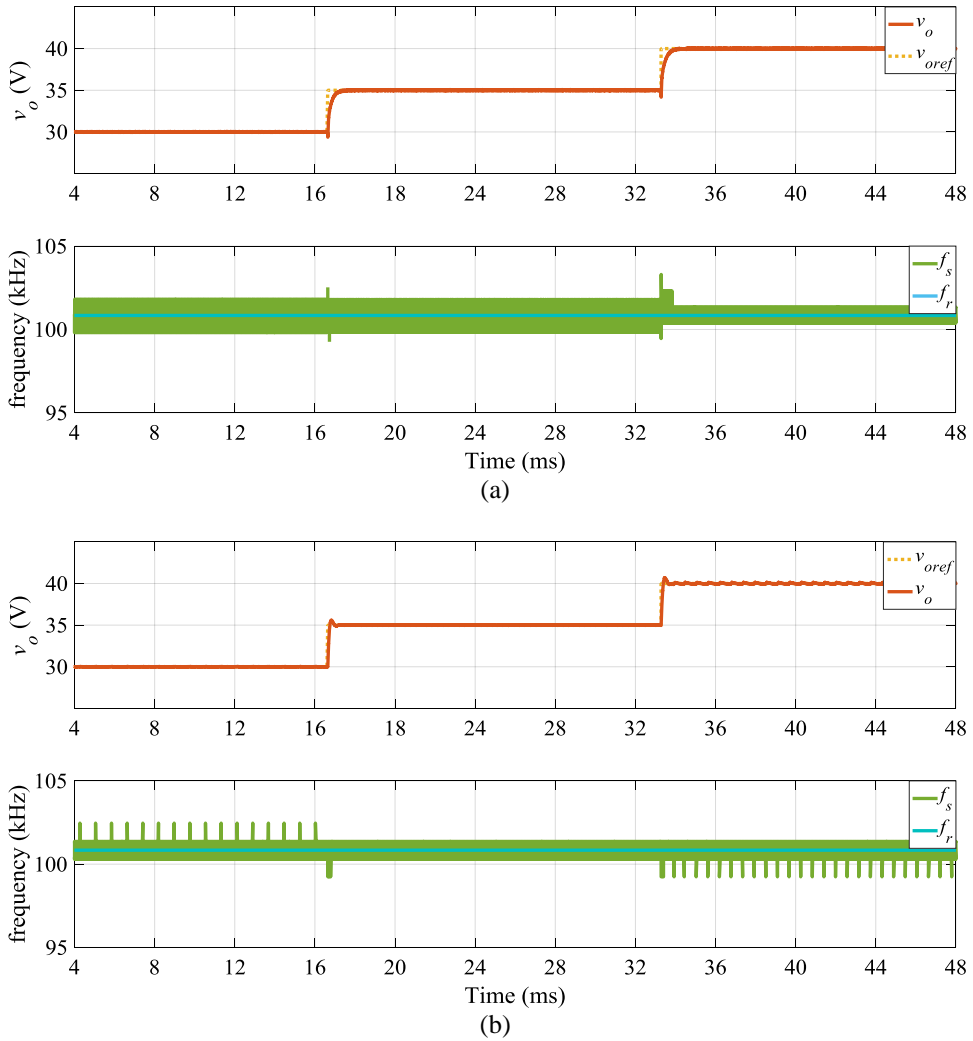 40
35
30
v_o (V)
v_o
v_oref
4 8 12 16 20 24 28 32 36 40 44 48
105
100
95
frequency (kHz)
f_s
f_r
4 8 12 16 20 24 28 32 36 40 44 48
Time (ms)
(a)
40
35
30
v_o (V)
v_oref
v_o
4 8 12 16 20 24 28 32 36 40 44 48
105
100
95
frequency (kHz)
f_s
f_r
4 8 12 16 20 24 28 32 36 40 44 48
Time (ms)
(b)